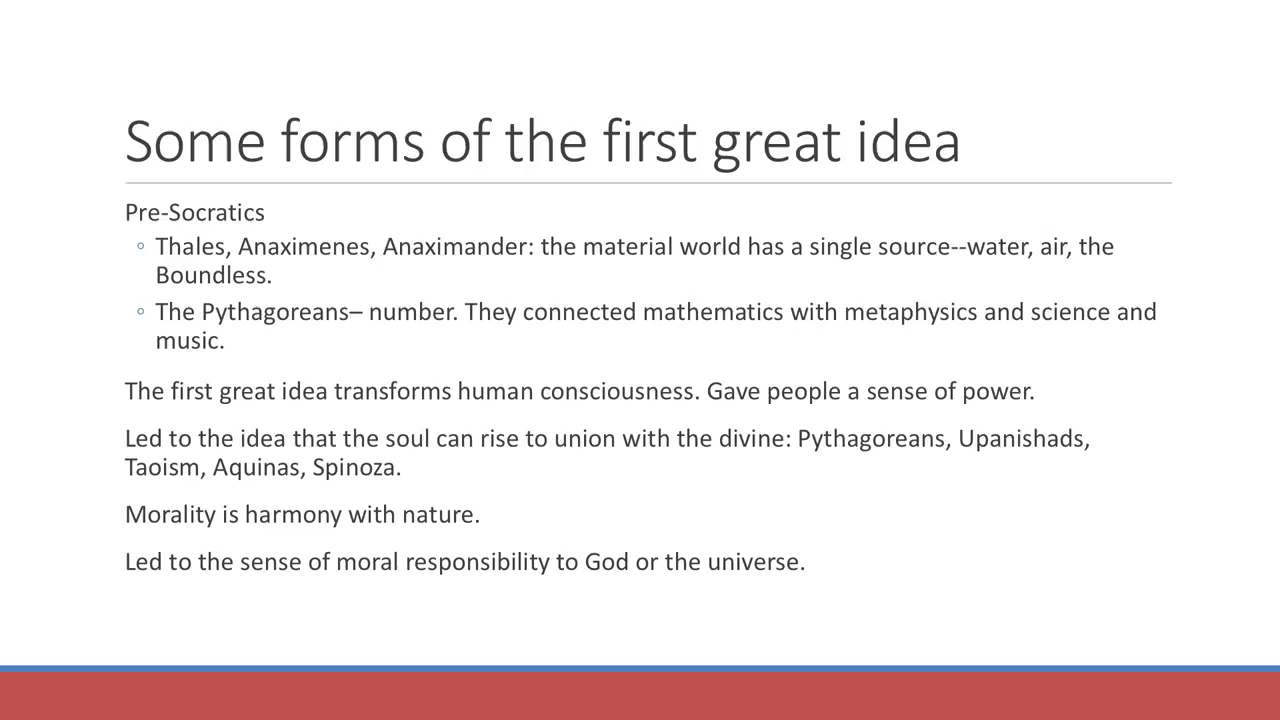 Some forms of the first great idea
Pre-Socratics
◦ Thales, Anaximenes, Anaximander: the material world has a single source--water, air, the
Boundless.
◦ The Pythagoreans– number. They connected mathematics with metaphysics and science and
music.
The first great idea transforms human consciousness. Gave people a sense of power.
Led to the idea that the soul can rise to union with the divine: Pythagoreans, Upanishads,
Taoism, Aquinas, Spinoza.
Morality is harmony with nature.
Led to the sense of moral responsibility to God or the universe.